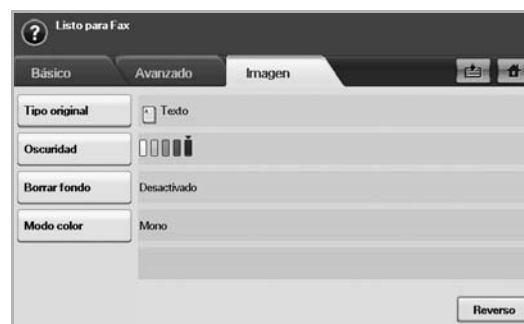 ? Listo para Fax
Básico Avanzado Imagen
Tipo original Texto
Oscuridad
Borrar fondo Desactivado
Modo color Mono
Reverso